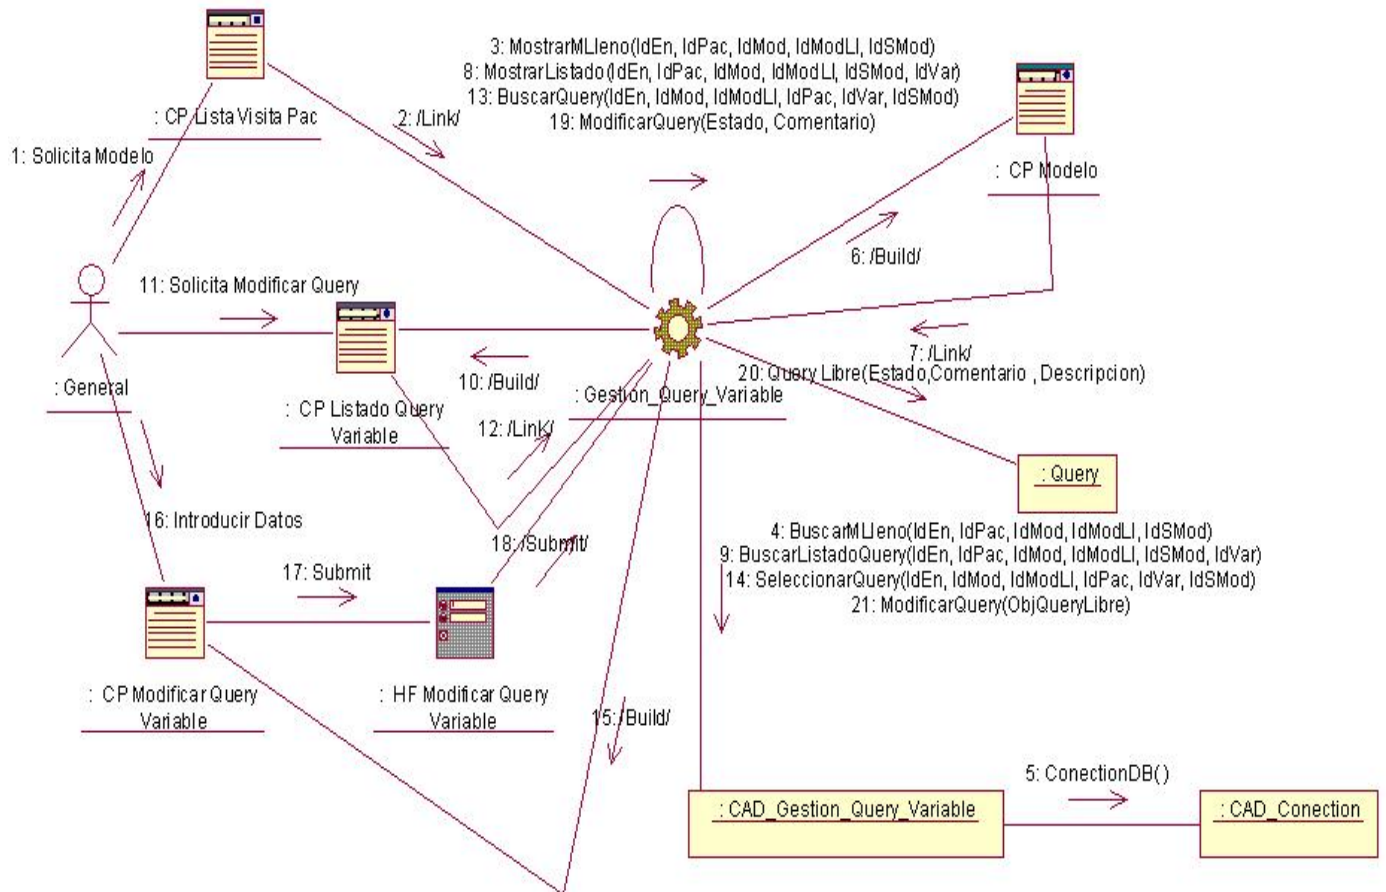 3: MostrarMLleno(IdEn, IdPac, IdMod, IdModLl, IdSMod)
8: MostrarListado(IdEn, IdPac, IdMod, IdModLl, IdSMod, IdVar)
13: BuscarQuery(IdEn, IdMod, IdModLl, IdPac, IdVar, IdSMod)
19: ModificarQuery(Estado, Comentario)
: CP Lista Visita Pac
2: /Link/
1: Solicita Modelo
: CP Modelo
6: /Build/
11: Solicita Modificar Query
7: /Link/
: General
10: /Build/
20: Query Libre(Estado,Comentario , Descripcion)
: Gestion_Query_Variable
: CP Listado Query
Variable
12: /Link/
: Query
16: Introducir Datos
18: /Submit/
4: BuscarMLleno(IdEn, IdPac, IdMod, IdModLl, IdSMod)
9: BuscarListadoQuery(IdEn, IdPac, IdMod, IdModLl, IdSMod, IdVar)
14: SeleccionarQuery(IdEn, IdMod, IdModLl, IdPac, IdVar, IdSMod)
21: ModificarQuery(ObjQueryLibre)
17: Submit
: CP Modificar Query
Variable
: HF Modificar Query
Variable
15: /Build/
5: ConectionDB( )
: CAD_Gestion_Query_Variable
: CAD_Conection